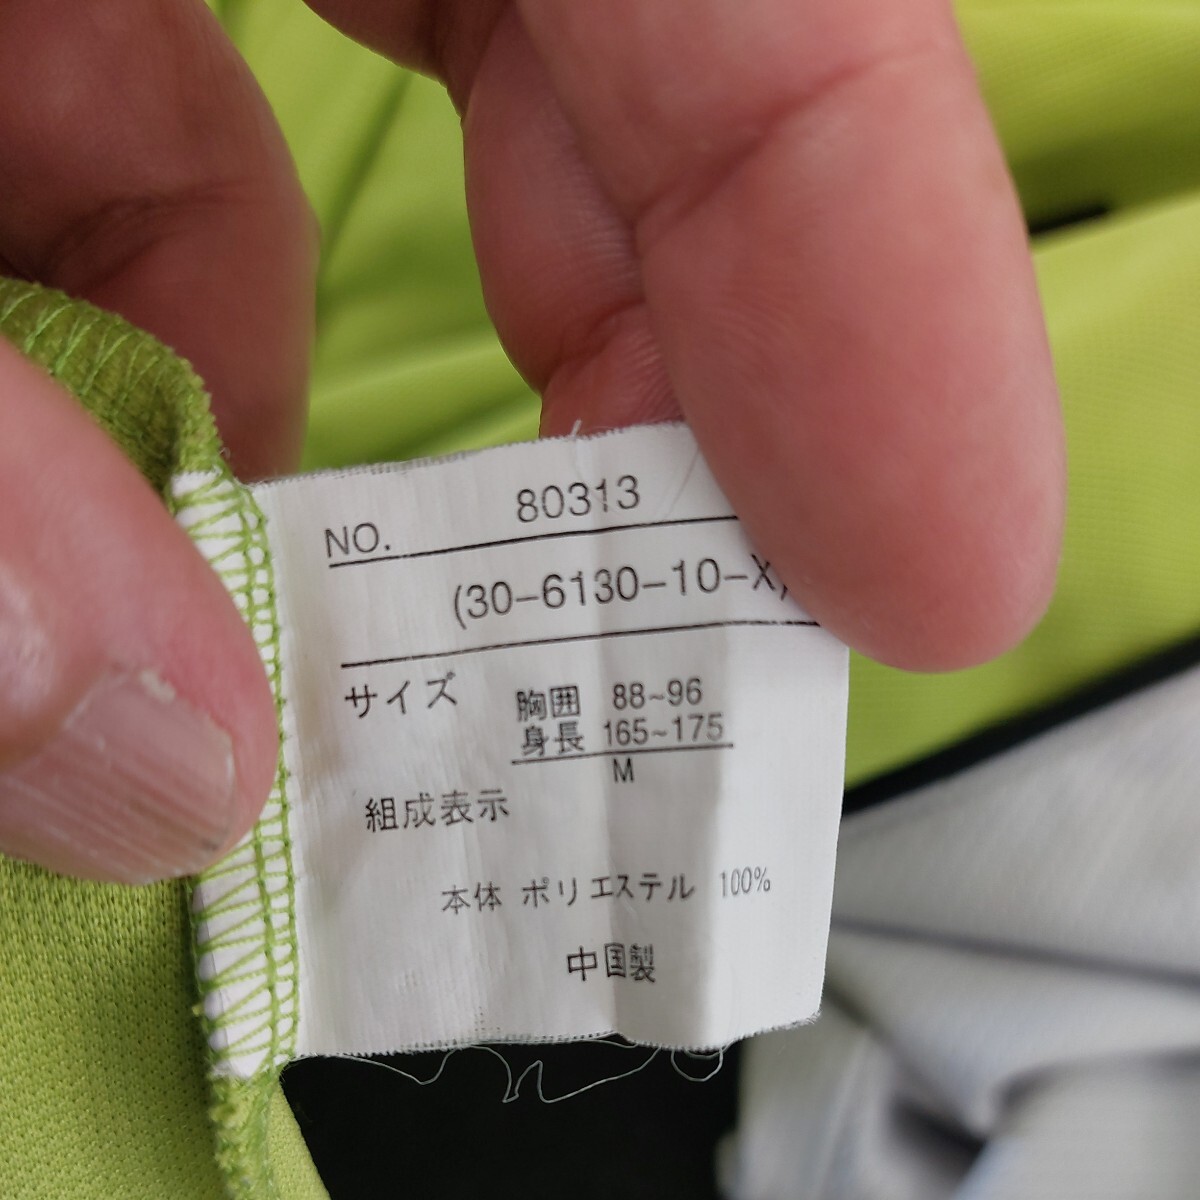 NO. 80313
(30-6130-10-X)
サイズ 胸囲 88~96
身長 165~175
M
組成表示
本体 ポリエステル 100%
中国製